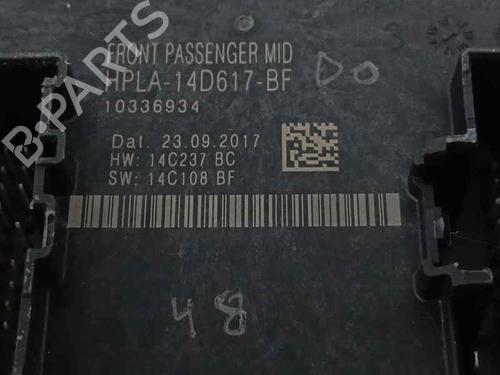 B-PARTS
FRONT PASSENGER MID
HPLA-14D617-BF
10336934
Do
Dat. 23.09.2017
HW: 14C237 BC
SW: 14C108 BF
48